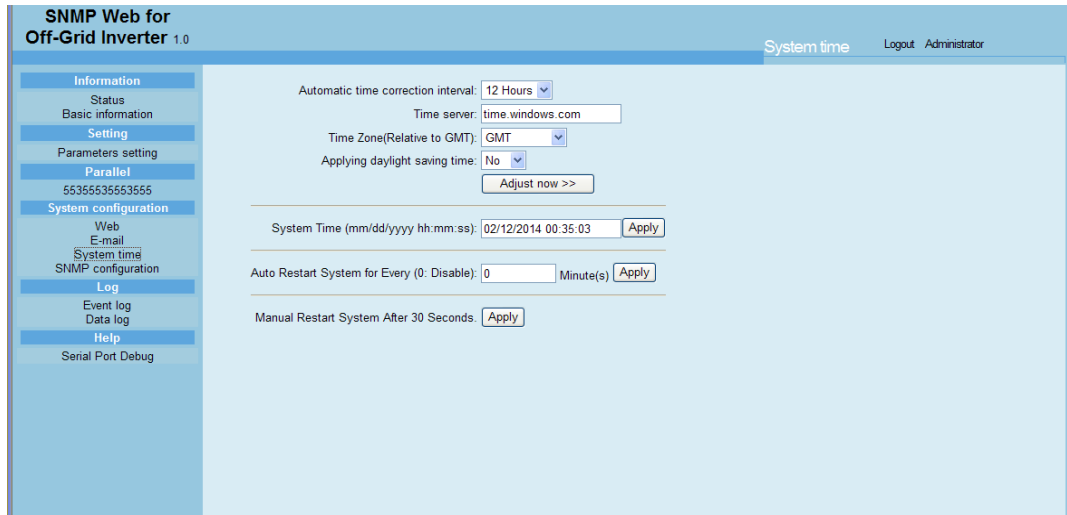 SNMP Web for
Off-Grid Inverter 1.0
System time
Logout Administrator
Information
Status
Basic information
Setting
Parameters setting
Parallel
55355535553555
System configuration
Web
E-mail
System time
SNMP configuration
Log
Event log
Data log
Help
Serial Port Debug
Automatic time correction interval: 12 Hours
Time server: time.windows.com
Time Zone(Relative to GMT): GMT
Applying daylight saving time: No
Adjust now >>
System Time (mm/dd/yyyy hh:mm:ss): 02/12/2014 00:35:03 Apply
Auto Restart System for Every (0: Disable): 0 Minute(s) Apply
Manual Restart System After 30 Seconds. Apply